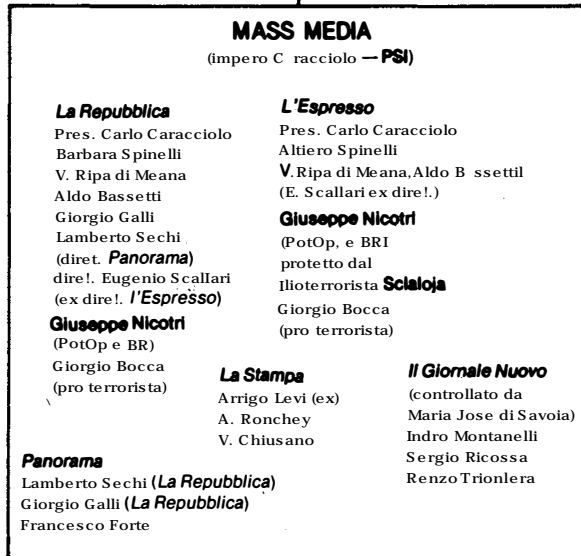 MASS MEDIA
(impero C racciolo — PSI)
La Repubblica
Pres. Carlo Caracciolo
Barbara Spinelli
V. Ripa di Meana
Aldo Bassetti
Giorgio Galli
Lamberto Sechi
(diret. Panorama)
dire!. Eugenio Scallari
(ex dire!. l'Espresso)
Giuseppe Nicotri
(PotOp e BR)
Giorgio Bocca
(pro terrorista)
L'Espresso
Pres. Carlo Caracciolo
Altiero Spinelli
V. Ripa di Meana, Aldo B ssettil
(E. Scallari ex dire!.)
Giuseppe Nicotri
(PotOp, e BRI
protetto dal
Ilioterrorista Scialoja
Giorgio Bocca
(pro terrorista)
La Stampa
Arrigo Levi (ex)
A. Ronchey
V. Chiusano
Il Giornale Nuovo
(controllato da
Maria Jose di Savoia)
Indro Montanelli
Sergio Ricossa
Renzo Trionlera
Panorama
Lamberto Sechi (La Repubblica)
Giorgio Galli (La Repubblica)
Francesco Forte